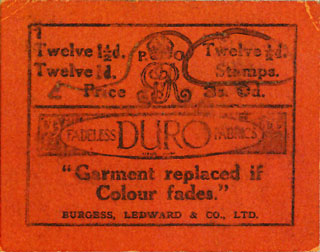 Twelve 1½d. Twelve ½d.
P O
Twelve 1d. Stamps.
GR
Price 3s. 0d.
FADELESS DURO FABRICS
"Garment replaced if
Colour fades."
BURGESS, LEDWARD & CO., LTD.